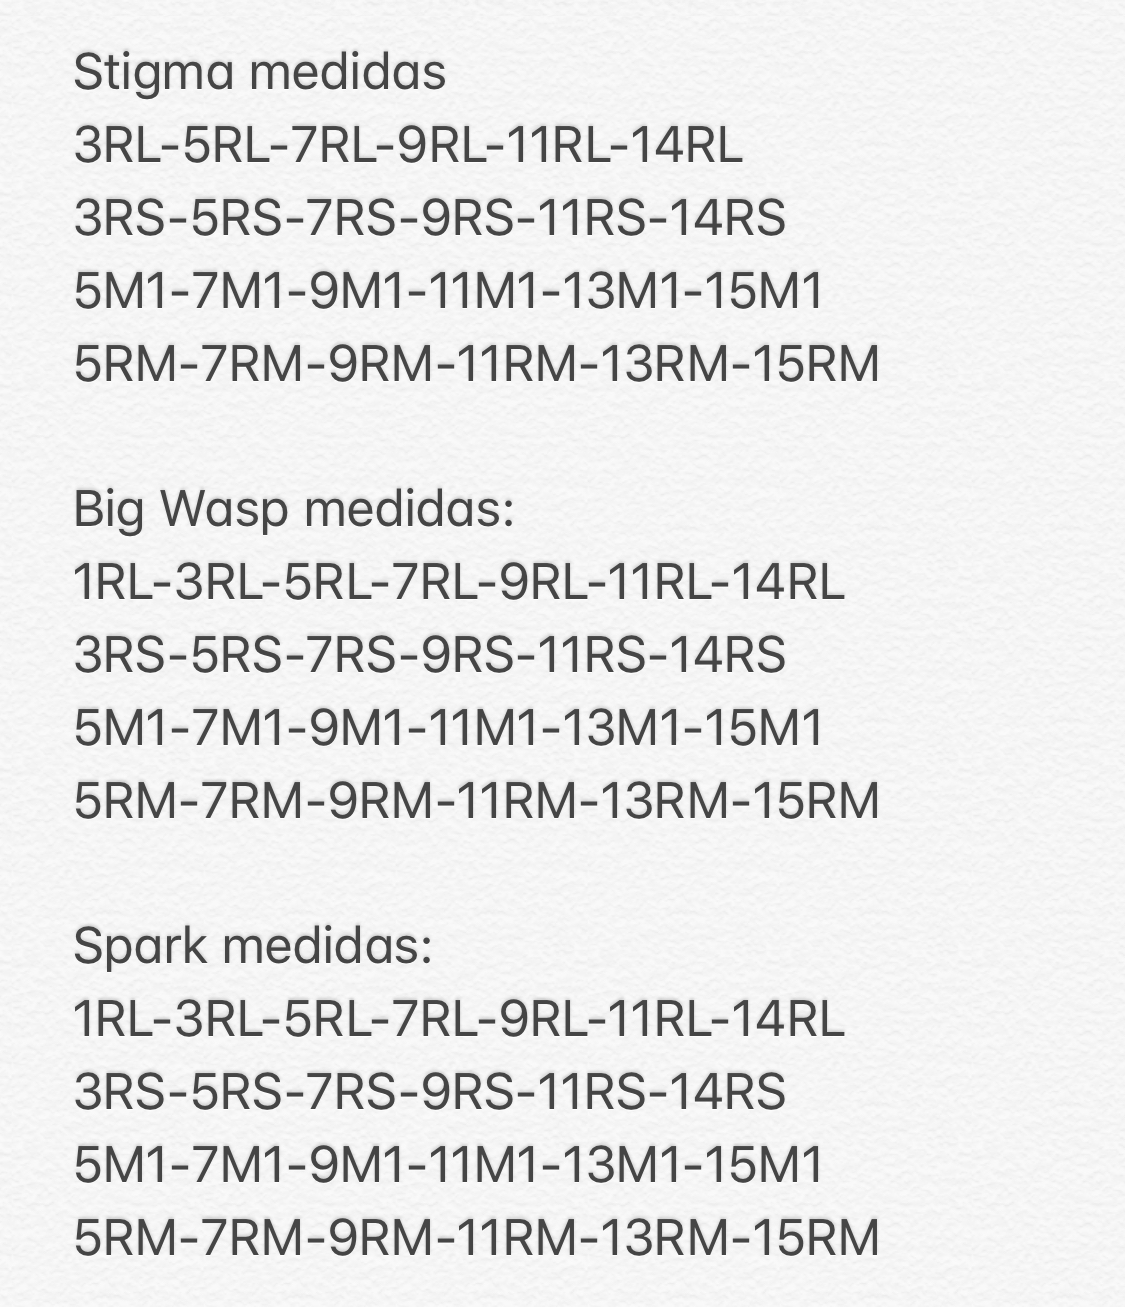 Stigma medidas
3RL-5RL-7RL-9RL-11RL-14RL
3RS-5RS-7RS-9RS-11RS-14RS
5M1-7M1-9M1-11M1-13M1-15M1
5RM-7RM-9RM-11RM-13RM-15RM
Big Wasp medidas:
1RL-3RL-5RL-7RL-9RL-11RL-14RL
3RS-5RS-7RS-9RS-11RS-14RS
5M1-7M1-9M1-11M1-13M1-15M1
5RM-7RM-9RM-11RM-13RM-15RM
Spark medidas:
1RL-3RL-5RL-7RL-9RL-11RL-14RL
3RS-5RS-7RS-9RS-11RS-14RS
5M1-7M1-9M1-11M1-13M1-15M1
5RM-7RM-9RM-11RM-13RM-15RM